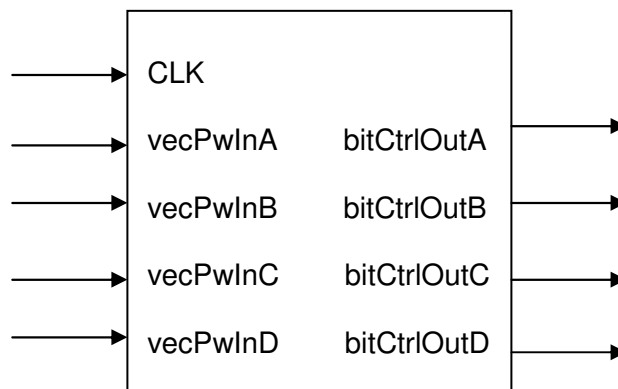 CLK
vecPwInA bitCtrlOutA
vecPwInB bitCtrlOutB
vecPwInC bitCtrlOutC
vecPwInD bitCtrlOutD